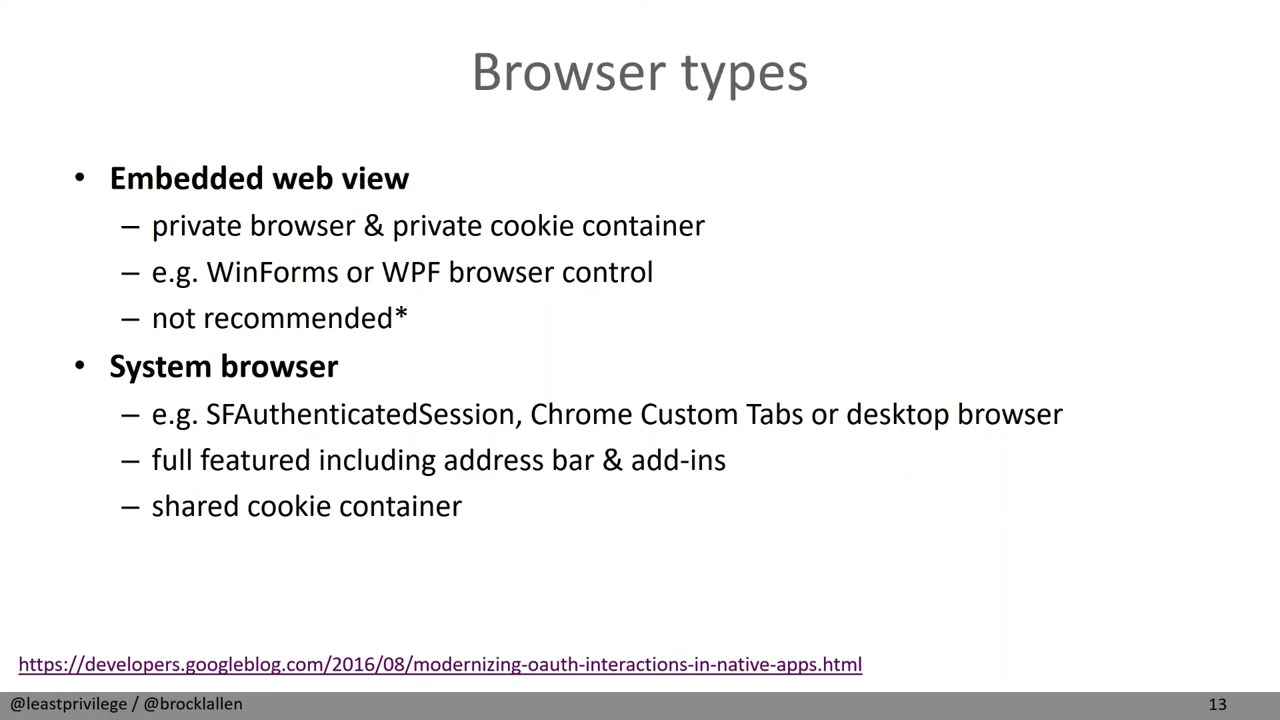 Browser types
• Embedded web view
– private browser & private cookie container
– e.g. WinForms or WPF browser control
– not recommended*
• System browser
– e.g. SFAuthenticatedSession, Chrome Custom Tabs or desktop browser
– full featured including address bar & add-ins
– shared cookie container
https://developers.googleblog.com/2016/08/modernizing-oauth-interactions-in-native-apps.html
@leastprivilege / @brocklallen 13